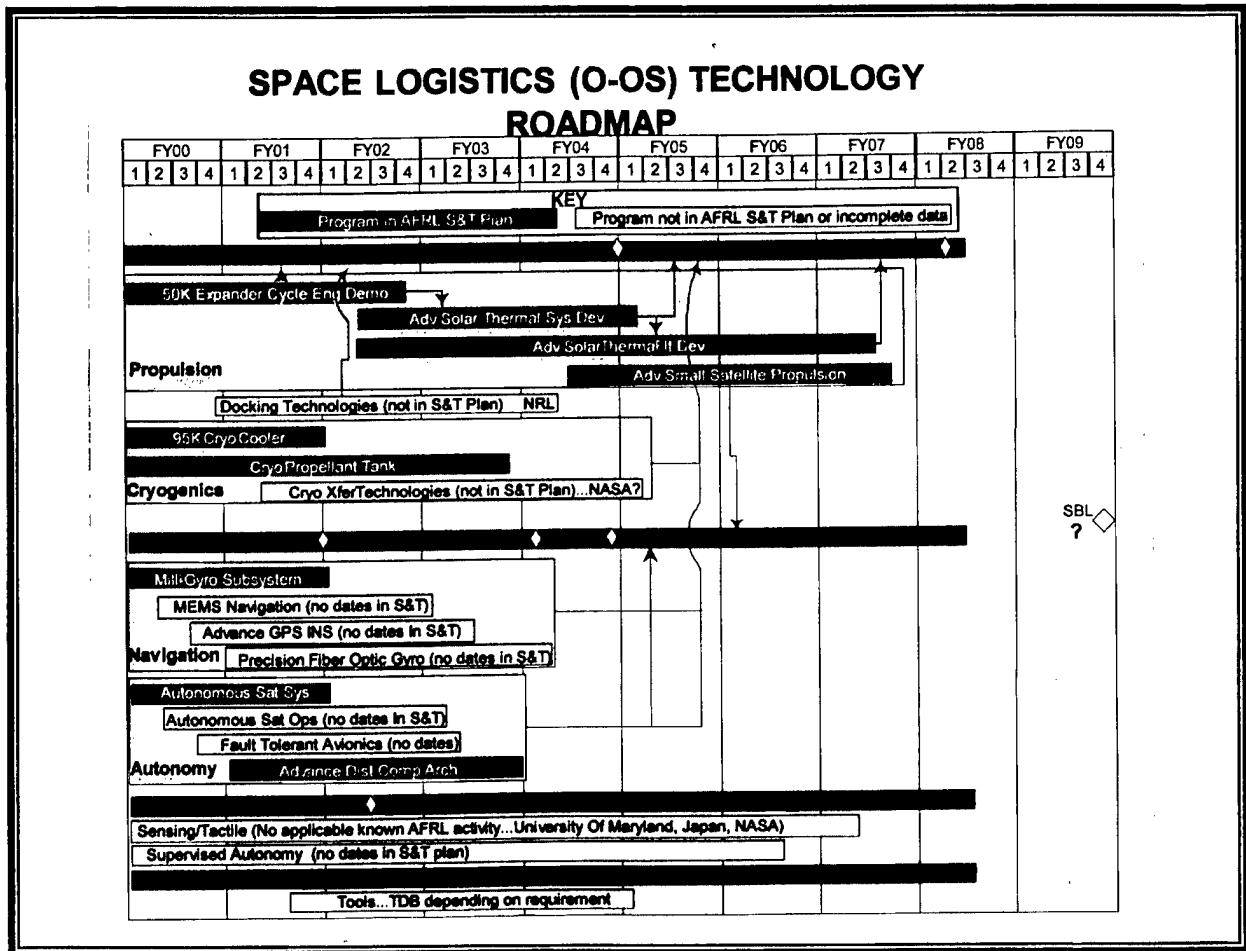 SPACE LOGISTICS (O-OS) TECHNOLOGY
ROADMAP
FY00 FY01 FY02 FY03 FY04 FY05 FY06 FY07 FY08 FY09
1 2 3 4 1 2 3 4 1 2 3 4 1 2 3 4 1 2 3 4 1 2 3 4 1 2 3 4 1 2 3 4 1 2 3 4 1 2 3 4
KEY
Program in AFRL S&T Plan
Program not in AFRL S&T Plan or incomplete data
50K Expander Cycle Eng Demo
Adv Solar Thermal Sys Dev
Adv SolarThermal Flt Dev
Propulsion
Adv Small Satellite Propulsion
Docking Technologies (not in S&T Plan) NRL
95K Cryo Cooler
Cryo Propellant Tank
Cryogenics
Cryo XferTechnologies (not in S&T Plan)...NASA?
SBL
?
Milli-Gyro Subsystem
MEMS Navigation (no dates in S&T)
Advance GPS INS (no dates in S&T)
Navigation
Precision Fiber Optic Gyro (no dates in S&T)
Autonomous Sat Sys
Autonomous Sat Ops (no dates in S&T)
Fault Tolerant Avionics (no dates)
Autonomy
Advance Dist Comp Arch
Sensing/Tactile (No applicable known AFRL activity...University Of Maryland, Japan, NASA)
Supervised Autonomy (no dates in S&T plan)
Tools...TDB depending on requirement